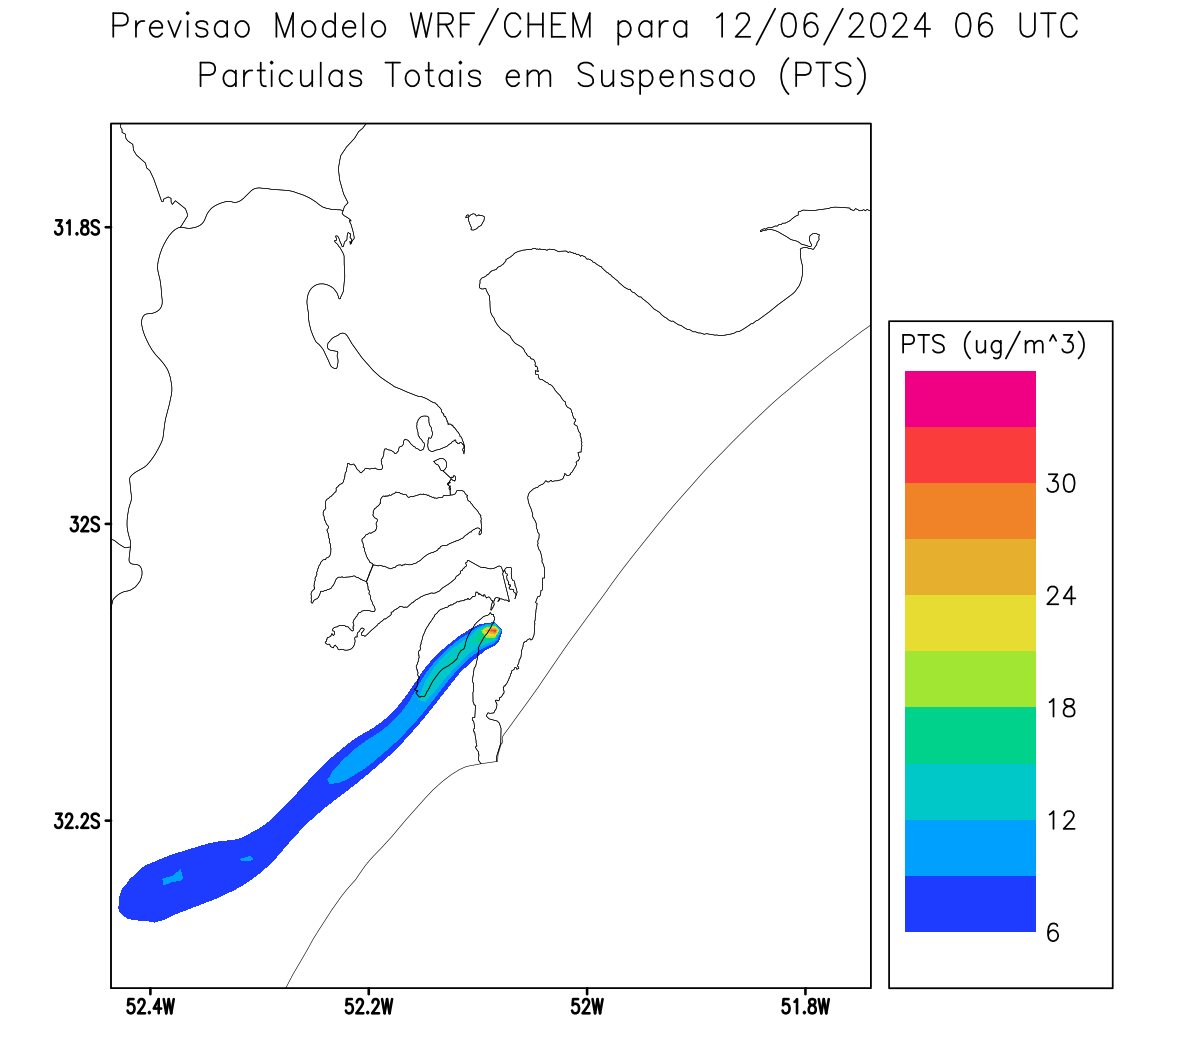 Previsao Modelo WRF/CHEM para 12/06/2024 06 UTC
Particulas Totais em Suspensao (PTS)
31.8S
32S
32.2S
52.4W
52.2W
52W
51.8W
PTS (ug/m^3)
30
24
18
12
6